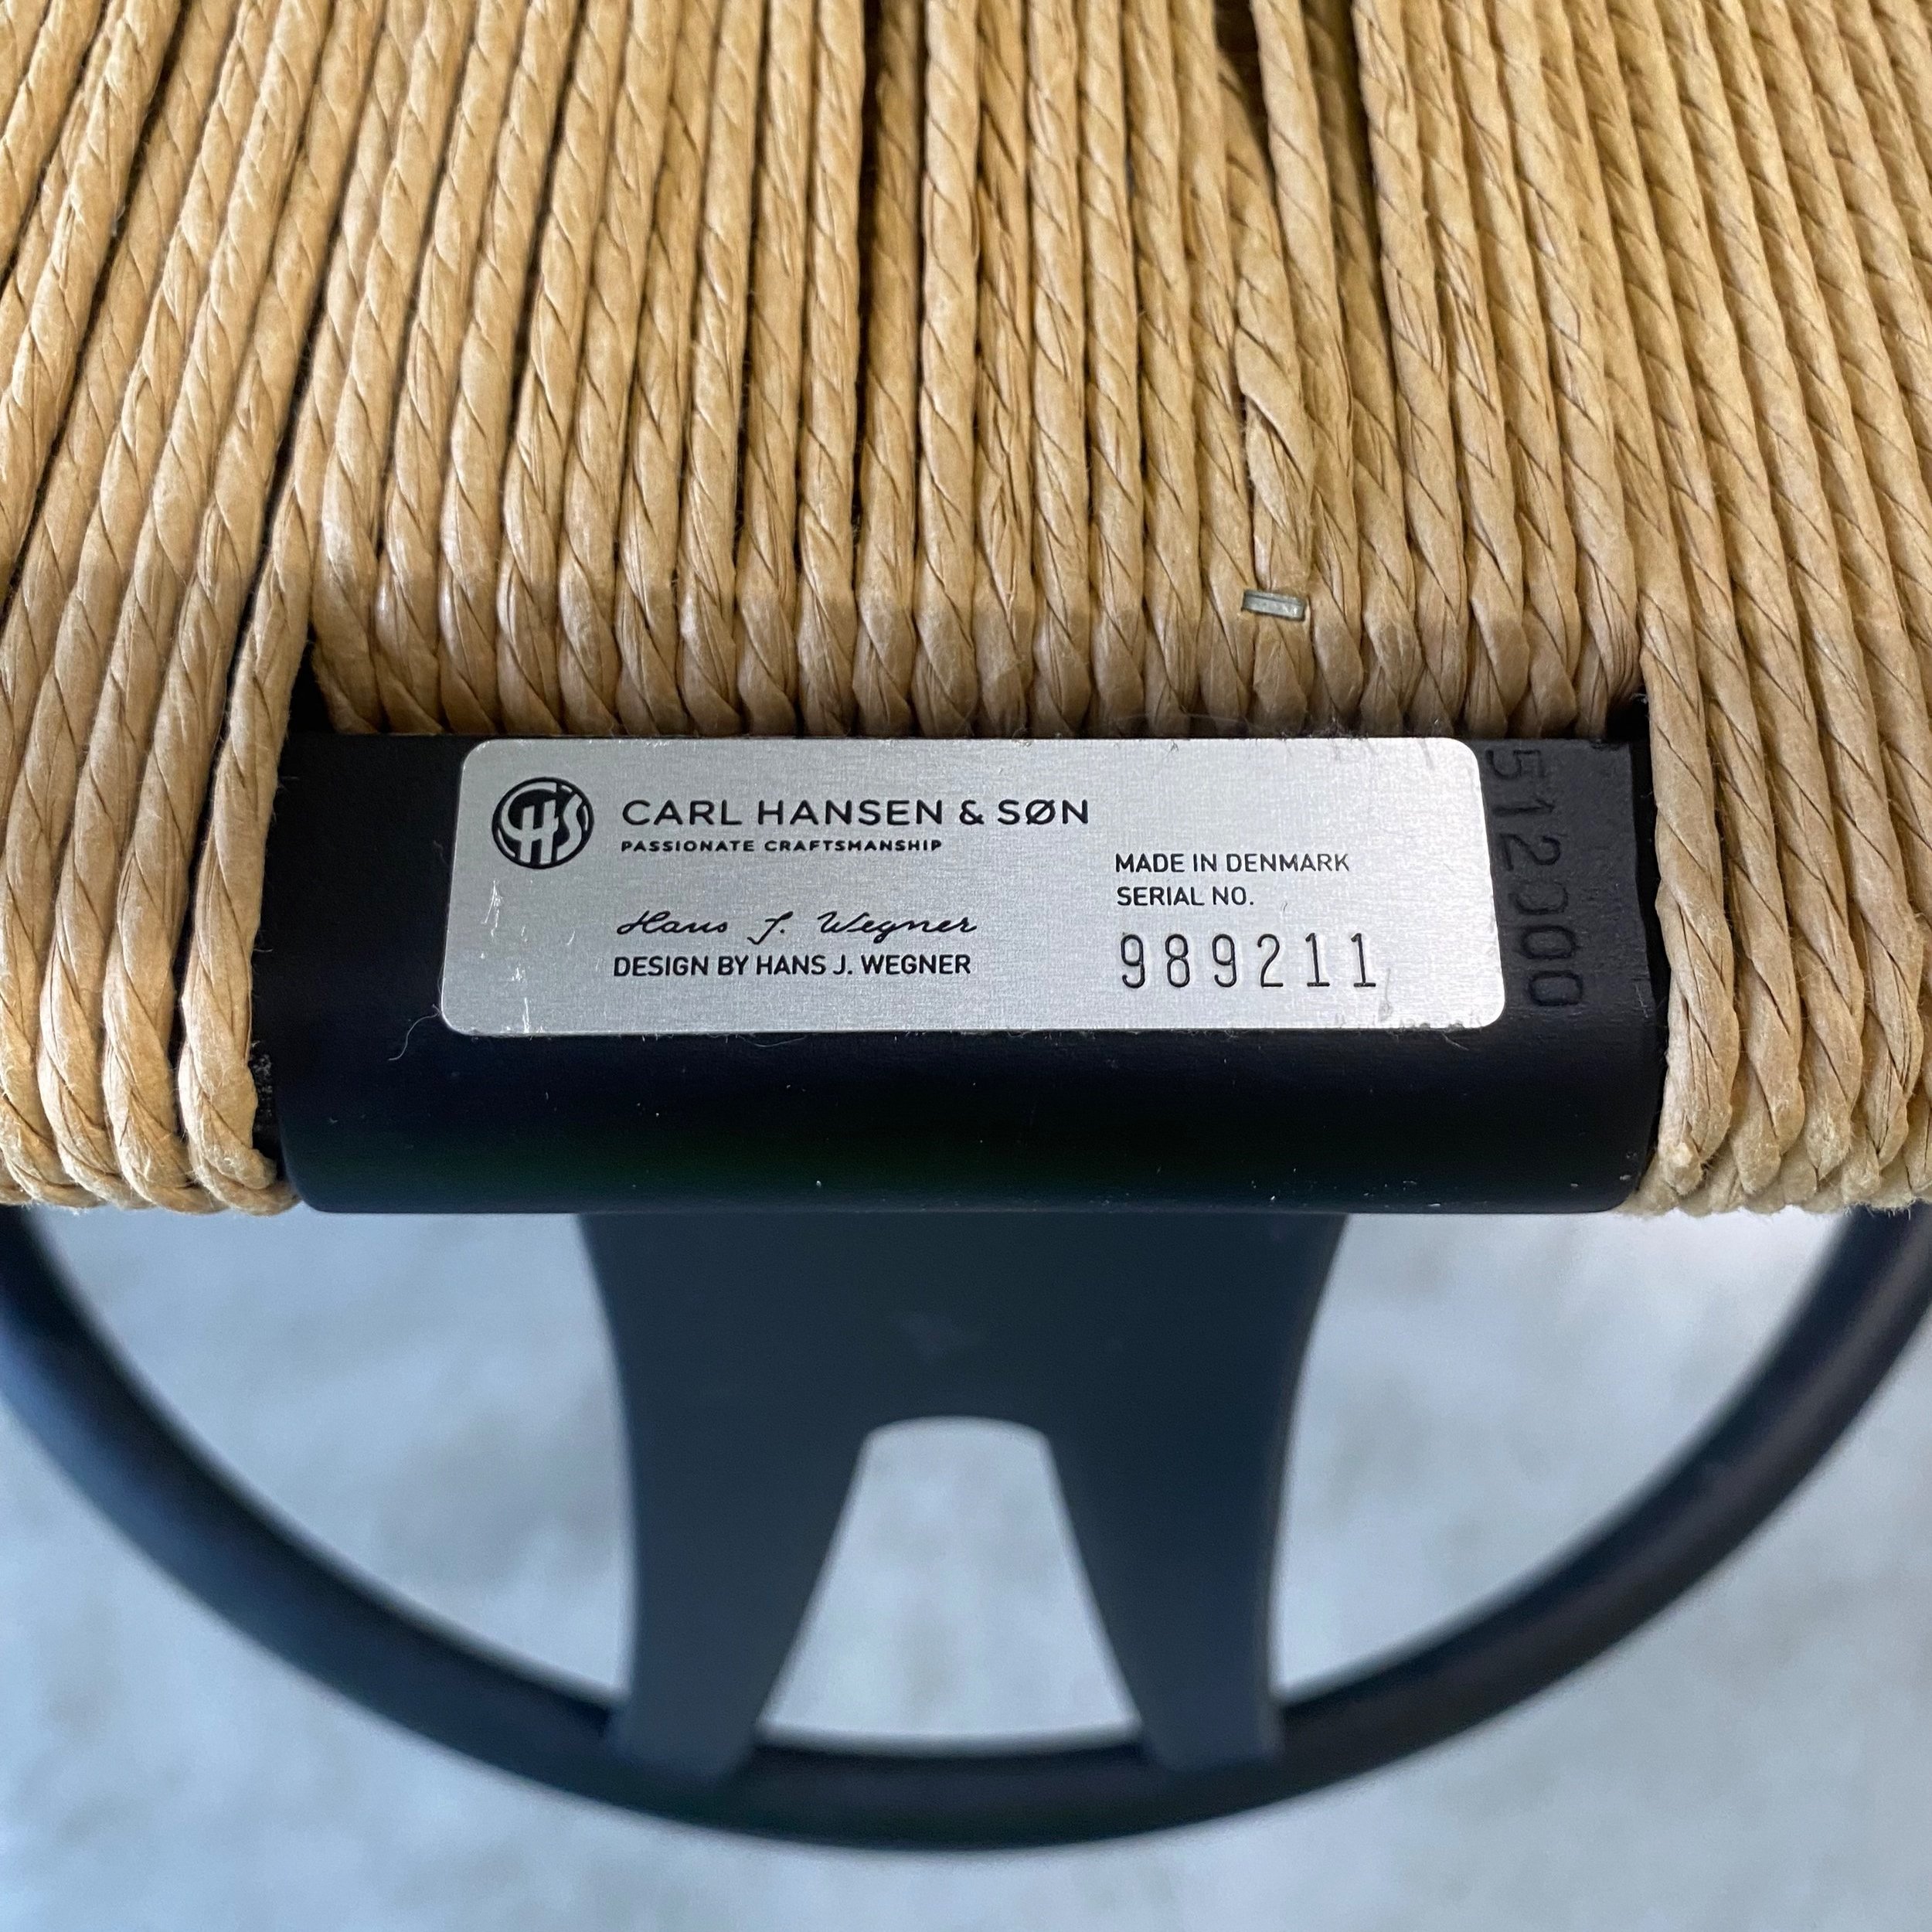 CHS
CARL HANSEN & SØN
PASSIONATE CRAFTSMANSHIP
Hans J. Wegner
DESIGN BY HANS J. WEGNER
MADE IN DENMARK
SERIAL NO.
989211
512000